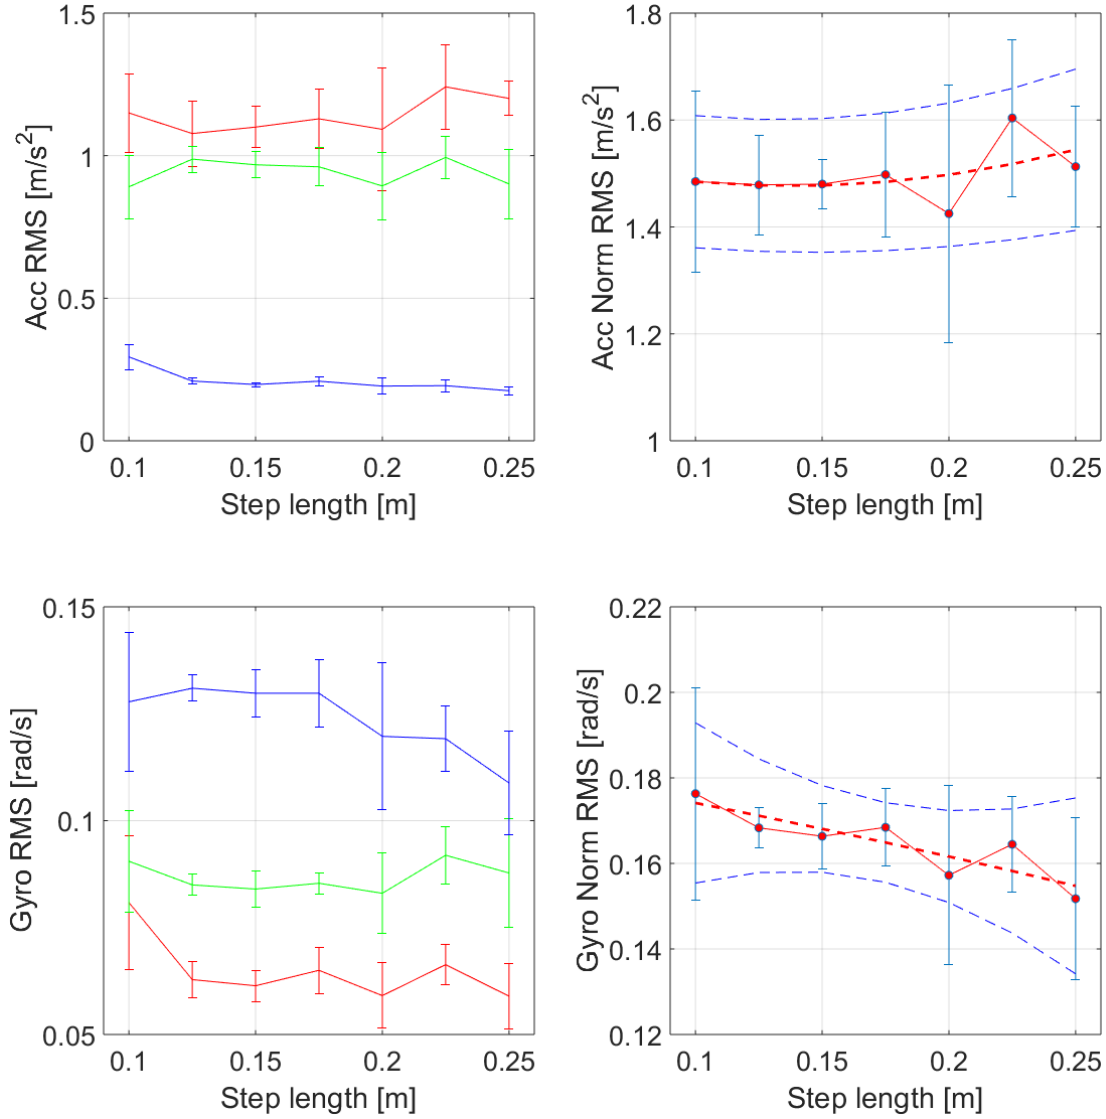 1.5
1
0.5
0
Acc RMS [m/s²]
0.1 0.15 0.2 0.25
Step length [m]
1.8
1.6
1.4
1.2
1
Acc Norm RMS [m/s²]
0.1 0.15 0.2 0.25
Step length [m]
0.15
0.1
0.05
Gyro RMS [rad/s]
0.1 0.15 0.2 0.25
Step length [m]
0.22
0.2
0.18
0.16
0.14
0.12
Gyro Norm RMS [rad/s]
0.1 0.15 0.2 0.25
Step length [m]